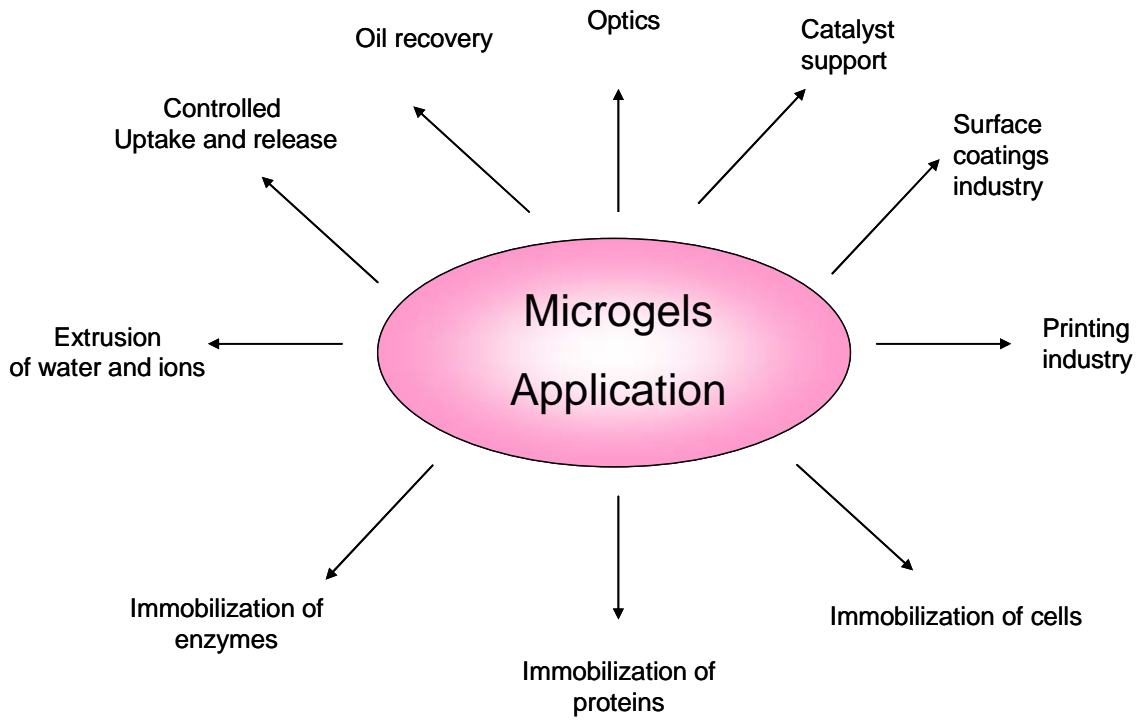 Optics
Oil recovery
Catalyst
support
Controlled
Uptake and release
Surface
coatings
industry
Microgels
Application
Extrusion
of water and ions
Printing
industry
Immobilization of
enzymes
Immobilization of cells
Immobilization of
proteins